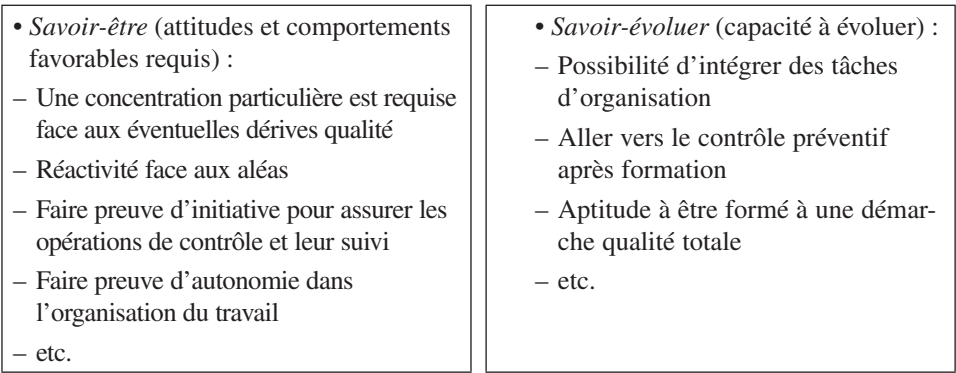 • Savoir-être (attitudes et comportements
favorables requis) :
– Une concentration particulière est requise
face aux éventuelles dérives qualité
– Réactivité face aux aléas
– Faire preuve d’initiative pour assurer les
opérations de contrôle et leur suivi
– Faire preuve d’autonomie dans
l’organisation du travail
– etc.
• Savoir-évoluer (capacité à évoluer) :
– Possibilité d’intégrer des tâches
d’organisation
– Aller vers le contrôle préventif
après formation
– Aptitude à être formé à une démar-
che qualité totale
– etc.